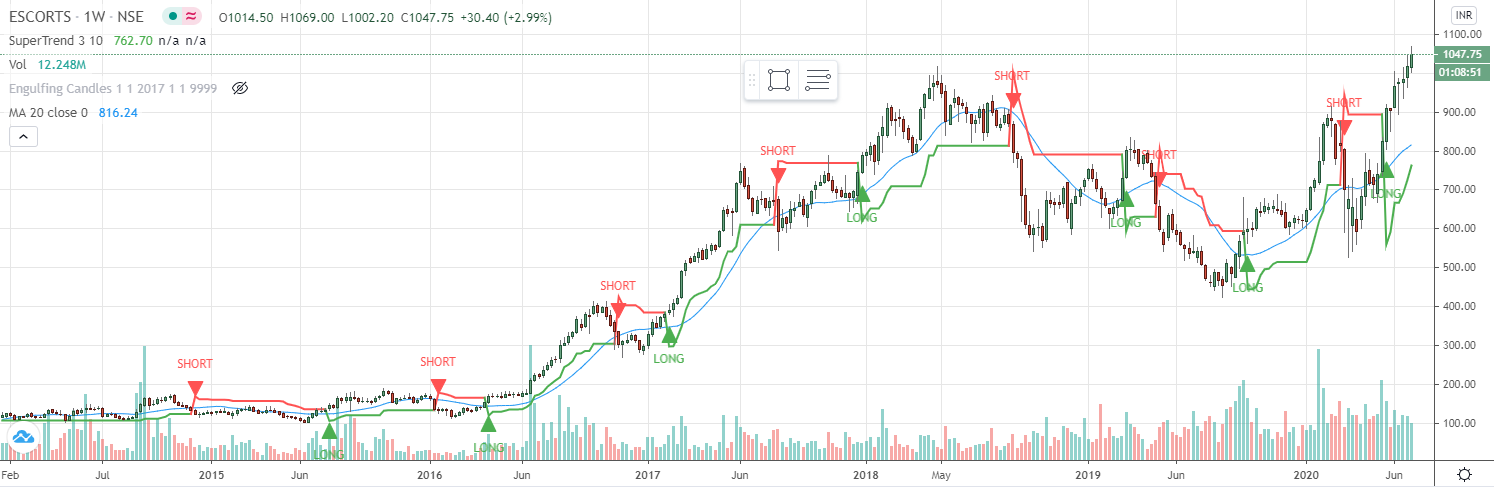 ESCORTS · 1W · NSE O1014.50 H1069.00 L1002.20 C1047.75 +30.40 (+2.99%)
SuperTrend 3 10 762.70 n/a n/a
Vol 12.248M
Engulfing Candles 1 1 2017 1 1 9999
MA 20 close 0 816.24
INR
1100.00
1047.75
01:08:51
900.00
800.00
700.00
600.00
500.00
400.00
300.00
200.00
100.00
SHORT
LONG
SHORT
LONG
SHORT
LONG
SHORT
LONG
SHORT
LONG
SHORT
LONG
SHORT
LONG
Feb Jul 2015 Jun 2016 Jun 2017 Jun 2018 May 2019 Jun 2020 Jun